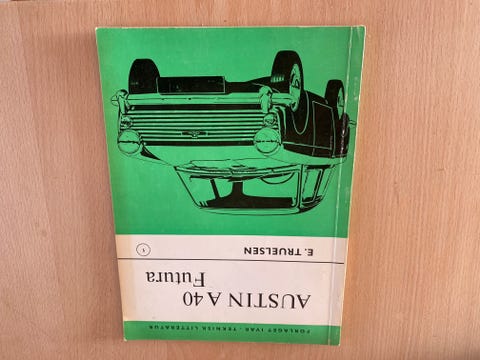 FORLAGET IVAR · TEKNISK LITTERATUR
AUSTIN A 40
Futura
E. TRUELSEN